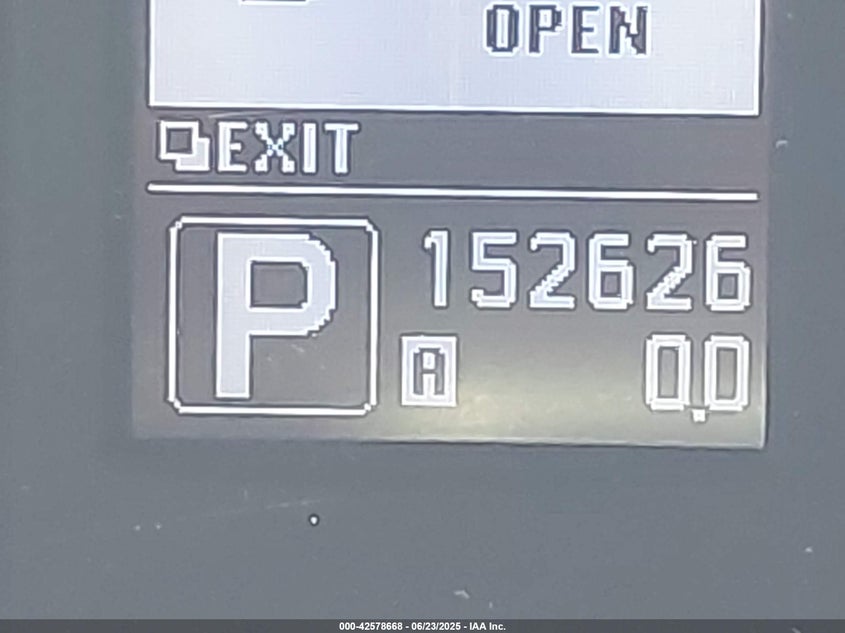 OPEN
EXIT
P
152626
A 0.0
000-42578668 - 06/23/2025 - IAA Inc.